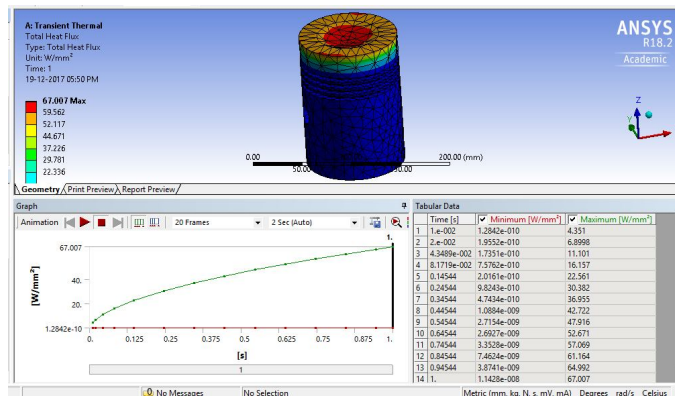 A: Transient Thermal
Total Heat Flux
Type: Total Heat Flux
Unit: W/mm²
Time: 1
19-12-2017 05:50 PM
67.007 Max
59.562
52.117
44.671
37.226
29.781
22.336
ANSYS
R18.2
Academic
Z
Y
0.00 200.00 (mm)
50.00
Geometry Print Preview Report Preview
Graph
Animation 20 Frames 2 Sec (Auto)
1.
67.007
40.
20.
1.2842e-10
[W/mm²]
0. 0.125 0.25 0.375 0.5 0.625 0.75 0.875 1.
[s]
1
Tabular Data
Time [s] Minimum [W/mm²] Maximum [W/mm²]
1 1.e-002 1.2842e-010 4.351
2 2.e-002 1.9552e-010 6.8998
3 4.3489e-002 1.7351e-010 11.101
4 8.1719e-002 7.5762e-010 16.157
5 0.14544 2.0161e-010 22.561
6 0.24544 9.8243e-010 30.382
7 0.34544 4.7434e-010 36.955
8 0.44544 1.0884e-009 42.722
9 0.54544 2.7154e-009 47.916
10 0.64544 2.6927e-009 52.671
11 0.74544 3.3528e-009 57.069
12 0.84544 7.4624e-009 61.164
13 0.94544 3.8741e-009 64.992
14 1. 1.1428e-008 67.007
No Messages No Selection Metric (mm, kg, N, s, mV, mA) Degrees rad/s Celsius